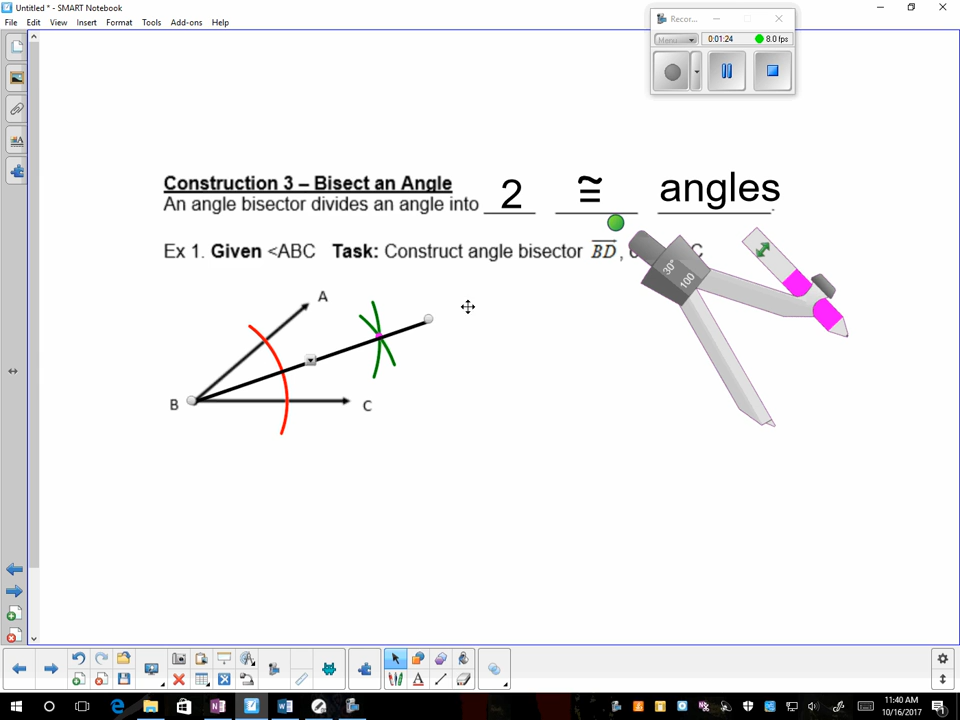 Untitled * - SMART Notebook
File Edit View Insert Format Tools Add-ons Help
Recor...
Menu 0:01:24 8.0 fps
Construction 3 – Bisect an Angle
An angle bisector divides an angle into 2 ≅ angles
Ex 1. Given <ABC Task: Construct angle bisector BD, C
30°
100
A
B
C
11:40 AM
10/16/2017